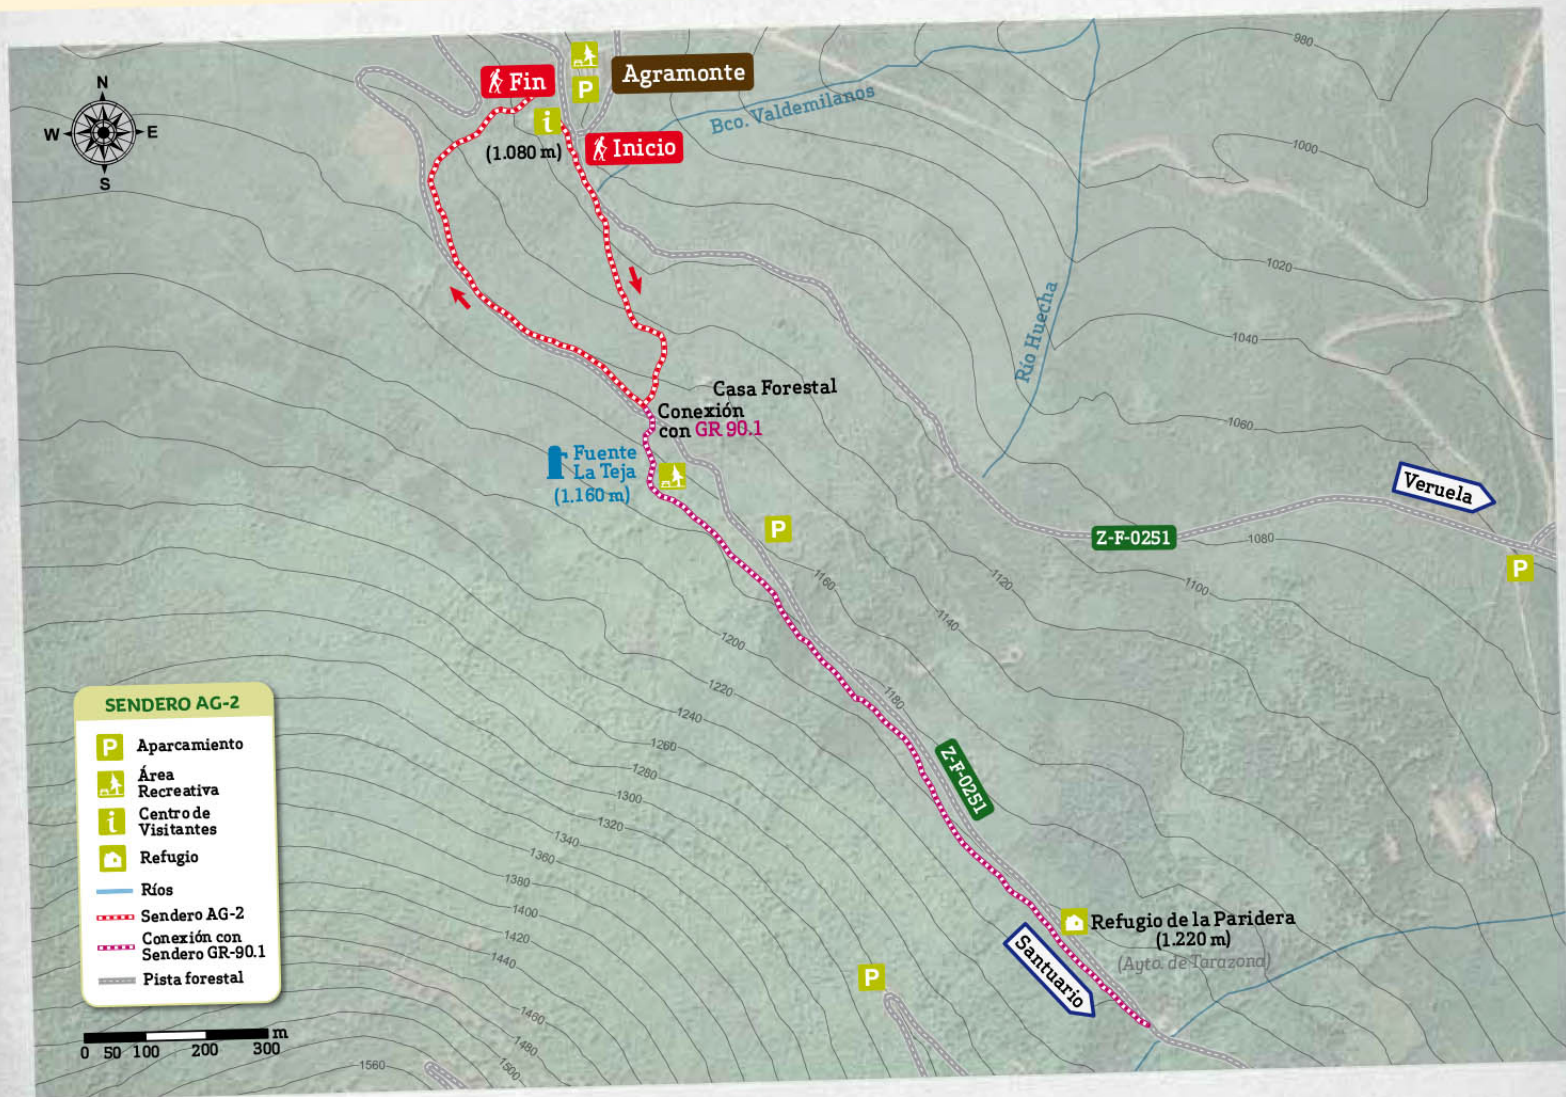 N
W
E
S
Fin
P
Agramonte
i
(1.080 m)
Inicio
Bco. Valdemilanos
980
1000
1020
Río Huecha
1040
1060
Casa Forestal
Conexión
con GR 90.1
Fuente
La Teja
(1.160 m)
P
Veruela
Z-F-0251
1080
P
1160
1120
1100
1140
1200
1220
1180
1240
1260
1280
1300
1320
1340
1360
1380
1400
1420
1440
1460
1480
1500
1560
Z-F-0251
Refugio de la Paridera
(1.220 m)
(Ayto. de Tarazona)
Santuario
P
SENDERO AG-2
P
Aparcamiento
Área
Recreativa
i
Centro de
Visitantes
Refugio
Ríos
Sendero AG-2
Conexión con
Sendero GR-90.1
Pista forestal
m
0 50 100 200 300